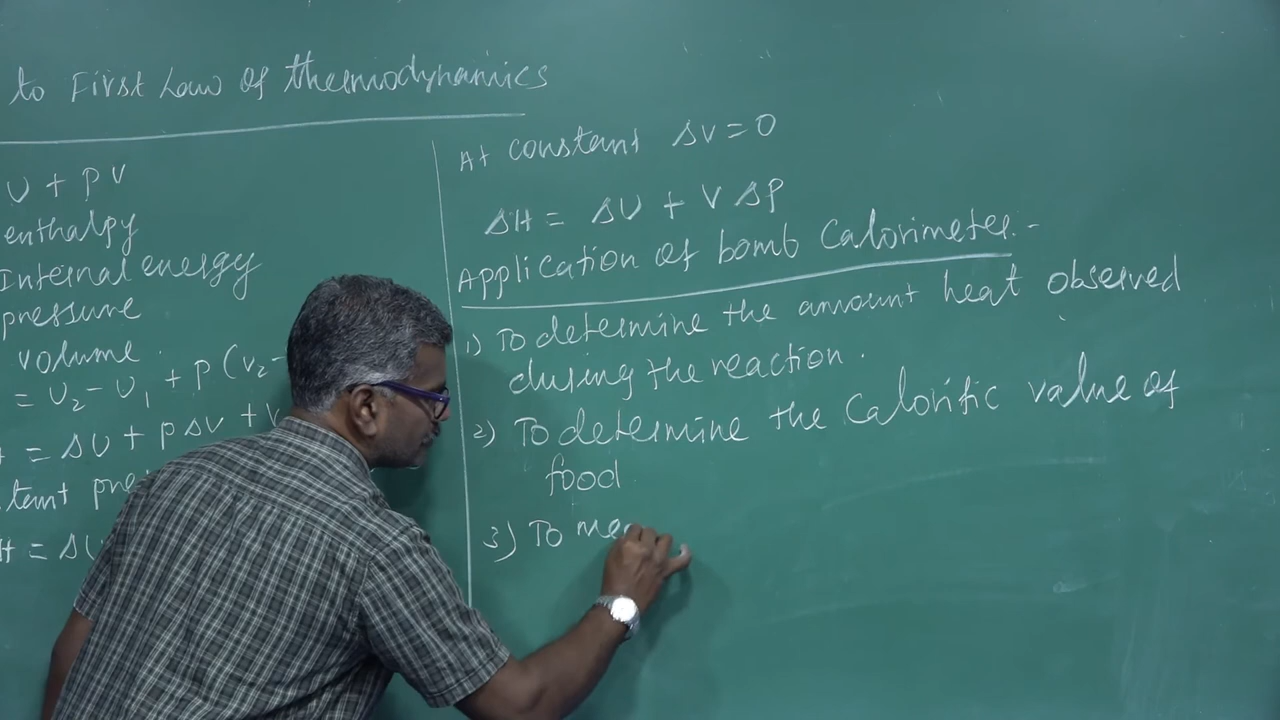 to First Law of thermodynamics
U + PV
enthalpy
Internal energy
pressure
volume
= U₂ - U₁ + P(V₂ -
= ΔU + PΔV + V
tant pre
H = ΔU
At constant ΔV = 0
ΔH = ΔU + V ΔP
Application of bomb Calorimeter:-
1) To determine the amount heat observed
during the reaction.
2) To determine the Calorific value of
food
3) To mea